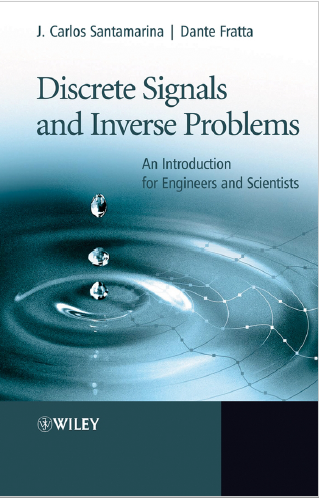 J. Carlos Santamarina | Dante Fratta
Discrete Signals
and Inverse Problems
An Introduction
for Engineers and Scientists
WILEY